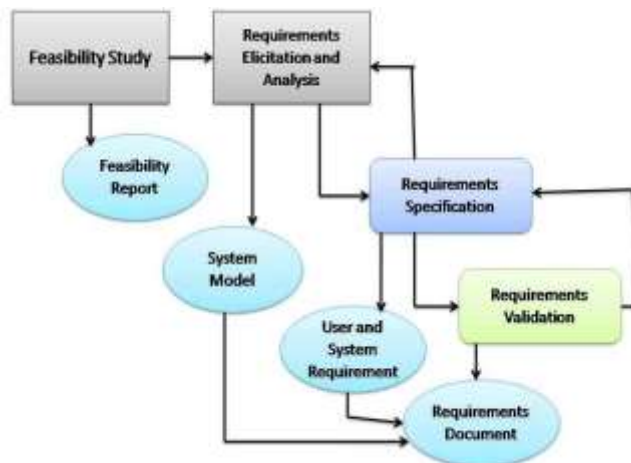 Feasibility Study
Requirements
Elicitation and
Analysis
Feasibility
Report
Requirements
Specification
System
Model
Requirements
Validation
User and
System
Requirement
Requirements
Document